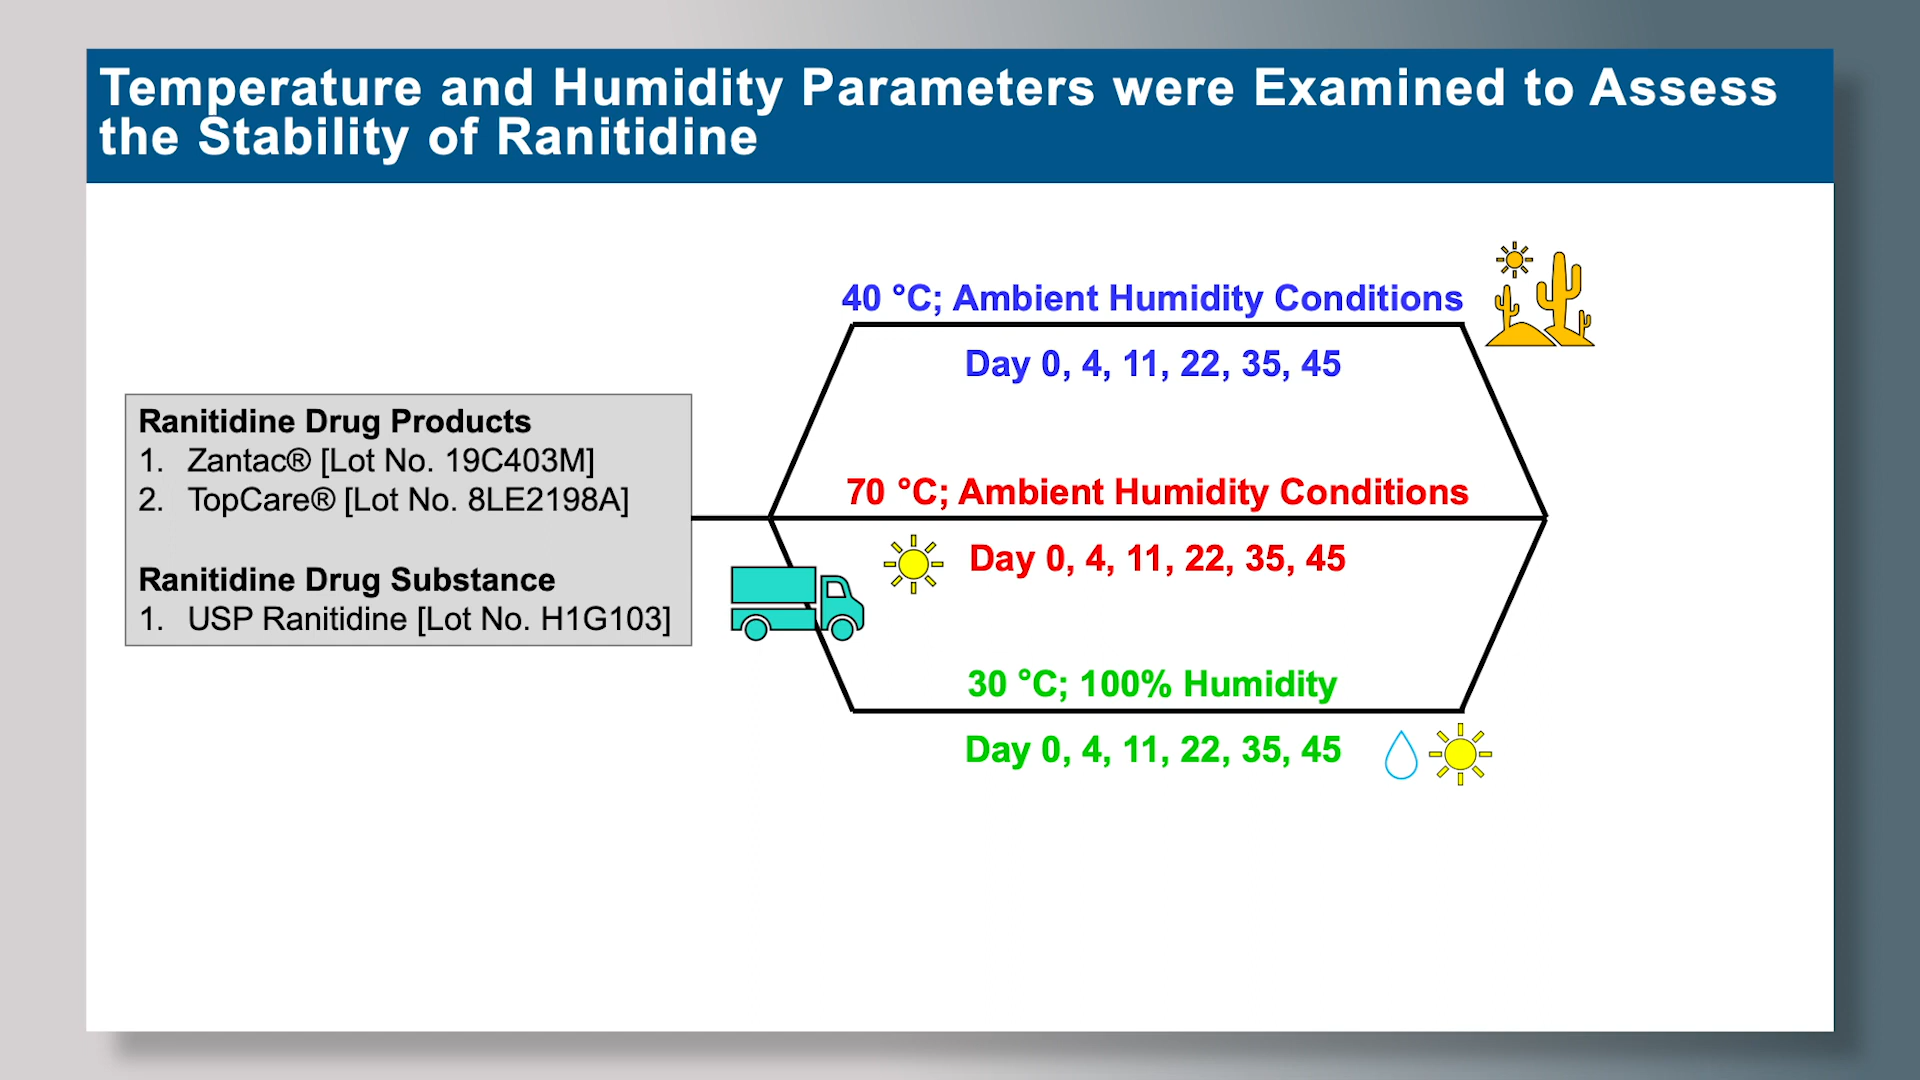 Temperature and Humidity Parameters were Examined to Assess
the Stability of Ranitidine
Ranitidine Drug Products
1. Zantac® [Lot No. 19C403M]
2. TopCare® [Lot No. 8LE2198A]
Ranitidine Drug Substance
1. USP Ranitidine [Lot No. H1G103]
40 °C; Ambient Humidity Conditions
Day 0, 4, 11, 22, 35, 45
70 °C; Ambient Humidity Conditions
Day 0, 4, 11, 22, 35, 45
30 °C; 100% Humidity
Day 0, 4, 11, 22, 35, 45